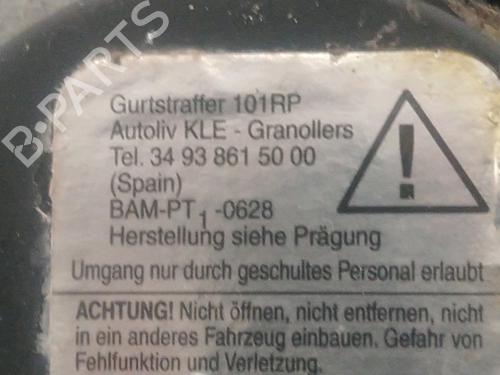 B-PARTS
Gurtstraffer 101RP
Autoliv KLE - Granollers
Tel. 34 93 861 50 00
(Spain)
BAM-PT1-0628
Herstellung siehe Prägung
Umgang nur durch geschultes Personal erlaubt
ACHTUNG! Nicht öffnen, nicht entfernen, nicht
in ein anderes Fahrzeug einbauen. Gefahr von
Fehlfunktion und Verletzung.